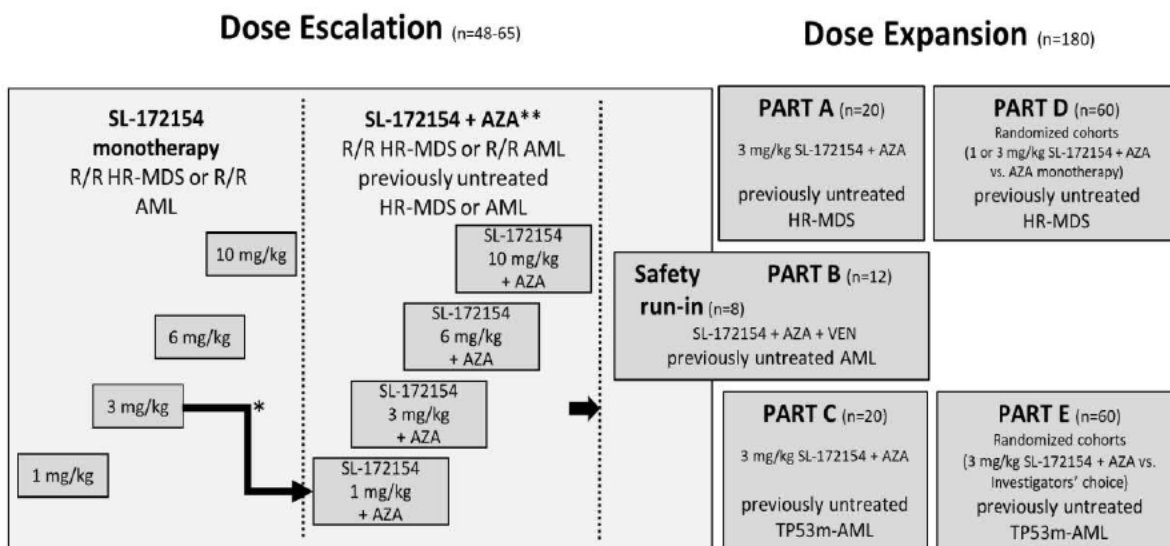 Dose Escalation (n=48-65)
SL-172154
monotherapy
R/R HR-MDS or R/R
AML
10 mg/kg
6 mg/kg
3 mg/kg
*
1 mg/kg
SL-172154 + AZA**
R/R HR-MDS or R/R AML
previously untreated
HR-MDS or AML
SL-172154
10 mg/kg
+ AZA
SL-172154
6 mg/kg
+ AZA
SL-172154
3 mg/kg
+ AZA
SL-172154
1 mg/kg
+ AZA
Dose Expansion (n=180)
PART A (n=20)
3 mg/kg SL-172154 + AZA
previously untreated
HR-MDS
PART D (n=60)
Randomized cohorts
(1 or 3 mg/kg SL-172154 + AZA
vs. AZA monotherapy)
previously untreated
HR-MDS
Safety
run-in (n=8)
PART B (n=12)
SL-172154 + AZA + VEN
previously untreated AML
PART C (n=20)
3 mg/kg SL-172154 + AZA
previously untreated
TP53m-AML
PART E (n=60)
Randomized cohorts
(3 mg/kg SL-172154 + AZA vs.
Investigators' choice)
previously untreated
TP53m-AML